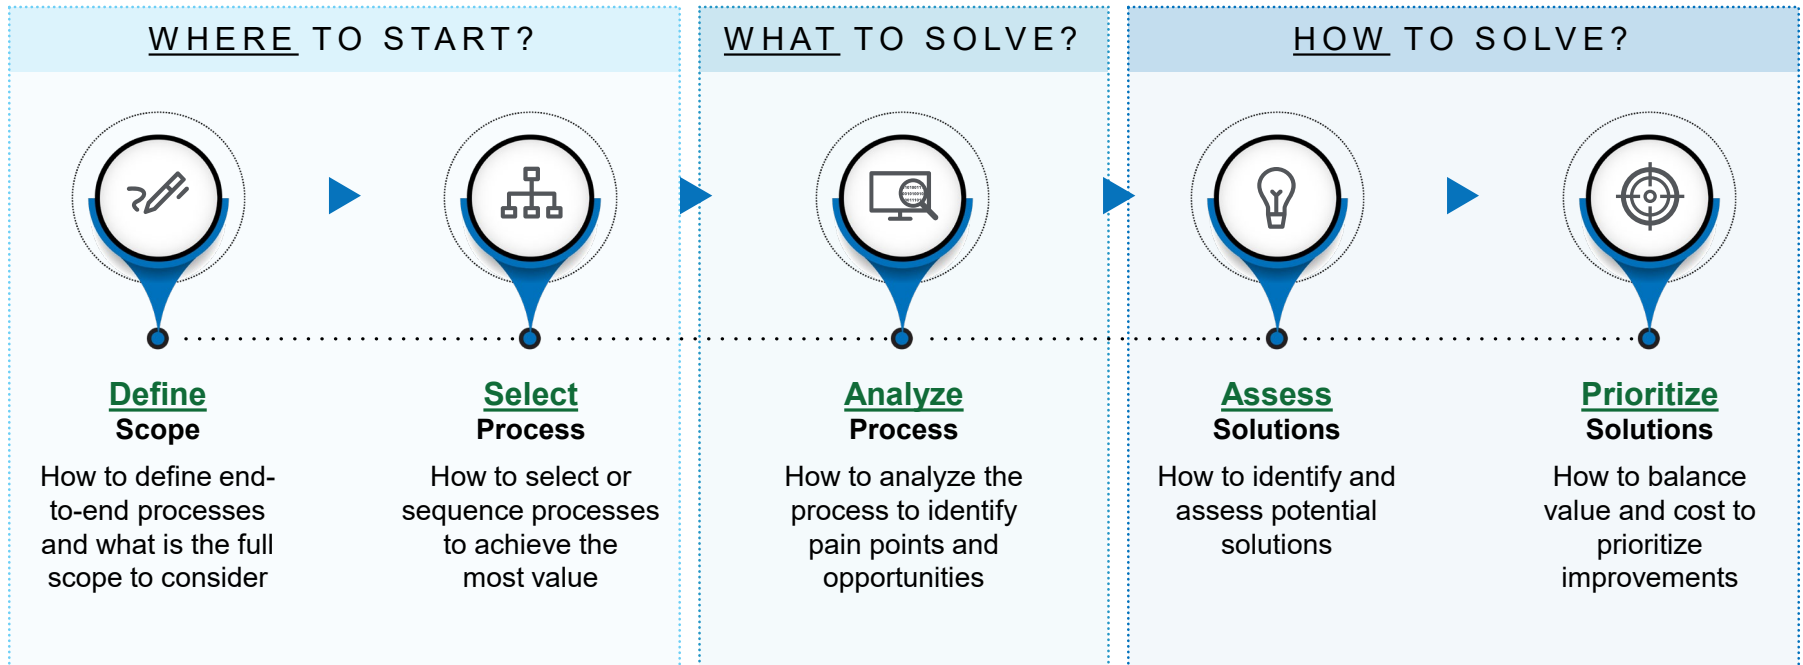 WHERE TO START?
Define
Scope
How to define end-
to-end processes
and what is the full
scope to consider
Select
Process
How to select or
sequence processes
to achieve the
most value
WHAT TO SOLVE?
Analyze
Process
How to analyze the
process to identify
pain points and
opportunities
HOW TO SOLVE?
Assess
Solutions
How to identify and
assess potential
solutions
Prioritize
Solutions
How to balance
value and cost to
prioritize
improvements